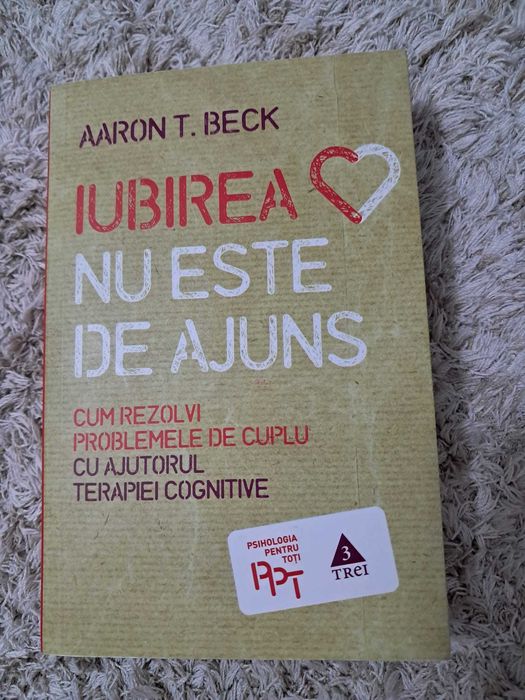 AARON T. BECK
IUBIREA
NU ESTE
DE AJUNS
CUM REZOLVI
PROBLEMELE DE CUPLU
CU AJUTORUL
TERAPIEI COGNITIVE
PSIHOLOGIA
PENTRU
TOȚI
PPT
3
TREI